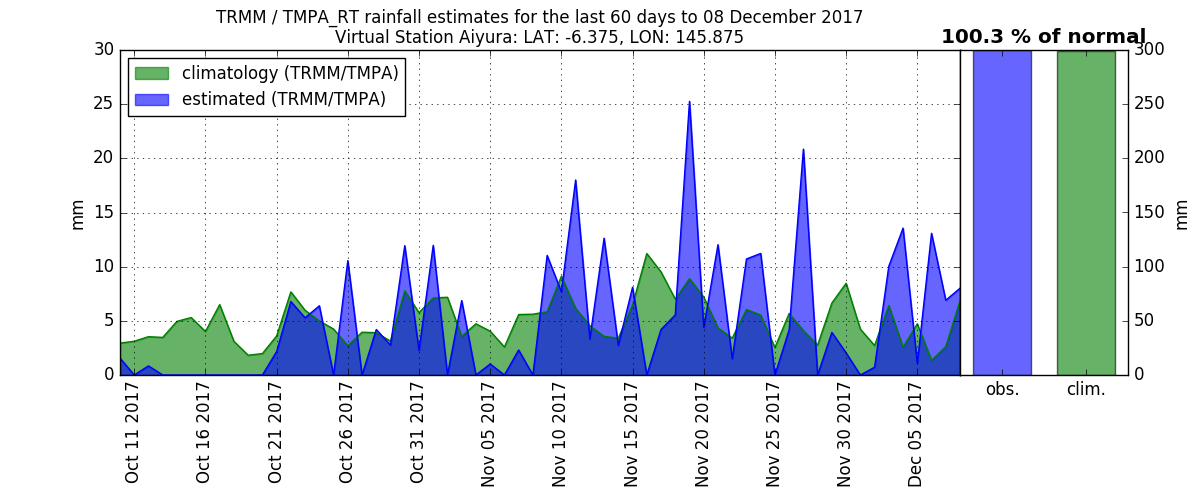 TRMM / TMPA_RT rainfall estimates for the last 60 days to 08 December 2017
Virtual Station Aiyura: LAT: -6.375, LON: 145.875
100.3 % of normal
climatology (TRMM/TMPA)
estimated (TRMM/TMPA)
30
25
20
15
10
5
0
mm
300
250
200
150
100
50
0
mm
Oct 11 2017
Oct 16 2017
Oct 21 2017
Oct 26 2017
Oct 31 2017
Nov 05 2017
Nov 10 2017
Nov 15 2017
Nov 20 2017
Nov 25 2017
Nov 30 2017
Dec 05 2017
obs.
clim.